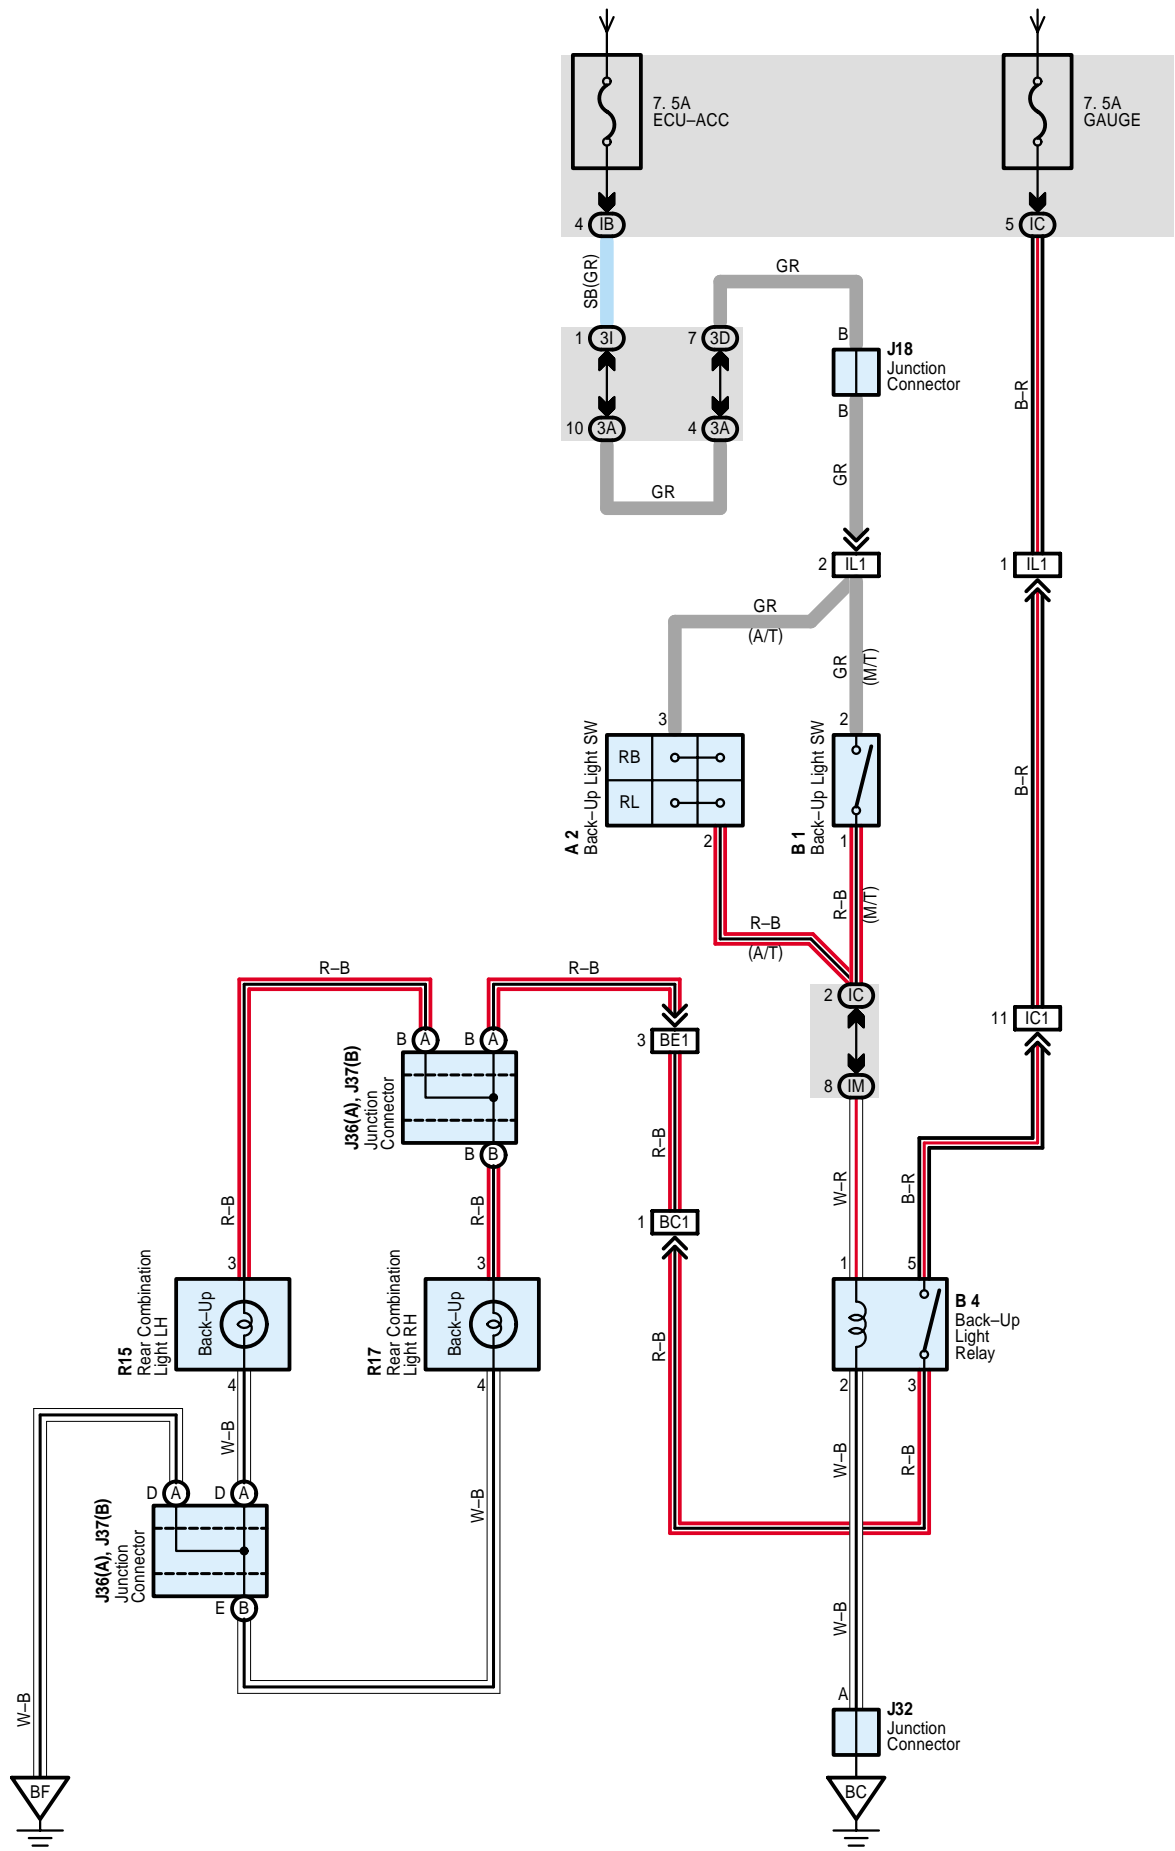 7. 5A
ECU–ACC
7. 5A
GAUGE
4 IB
5 IC
SB(GR)
GR
1 3I
7 3D
B
J18
Junction
Connector
B–R
10 3A
4 3A
B
GR
GR
2 IL1
1 IL1
GR
(A/T)
GR
(M/T)
B–R
3
2
RB
RL
A 2
Back–Up Light SW
B 1
Back–Up Light SW
2
1
R–B
(A/T)
R–B
(M/T)
R–B
R–B
2 IC
11 IC1
B A
B A
3 BE1
J36(A), J37(B)
Junction
Connector
8 IM
B B
R–B
R–B
R–B
W–R
B–R
1 BC1
3
3
1
5
R15
Rear Combination
Light LH
Back–Up
R17
Rear Combination
Light RH
Back–Up
R–B
B 4
Back–Up
Light
Relay
4
4
2
3
W–B
W–B
R–B
D A
D A
W–B
J36(A), J37(B)
Junction
Connector
E B
W–B
W–B
A
J32
Junction
Connector
BF
BC